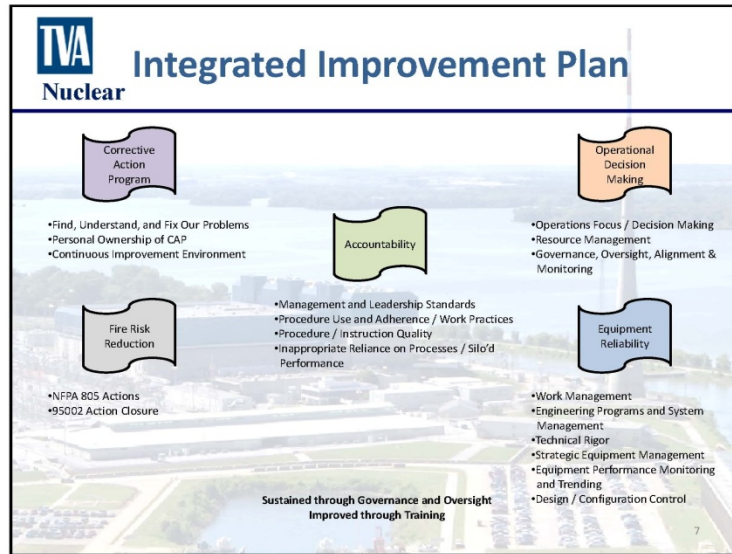 TVA
Nuclear
Integrated Improvement Plan
Corrective
Action
Program
•Find, Understand, and Fix Our Problems
•Personal Ownership of CAP
•Continuous Improvement Environment
Fire Risk
Reduction
•NFPA 805 Actions
•95002 Action Closure
Accountability
•Management and Leadership Standards
•Procedure Use and Adherence / Work Practices
•Procedure / Instruction Quality
•Inappropriate Reliance on Processes / Silo’d
Performance
Operational
Decision
Making
•Operations Focus / Decision Making
•Resource Management
•Governance, Oversight, Alignment &
Monitoring
Equipment
Reliability
•Work Management
•Engineering Programs and System
Management
•Technical Rigor
•Strategic Equipment Management
•Equipment Performance Monitoring
and Trending
•Design / Configuration Control
Sustained through Governance and Oversight
Improved through Training
7